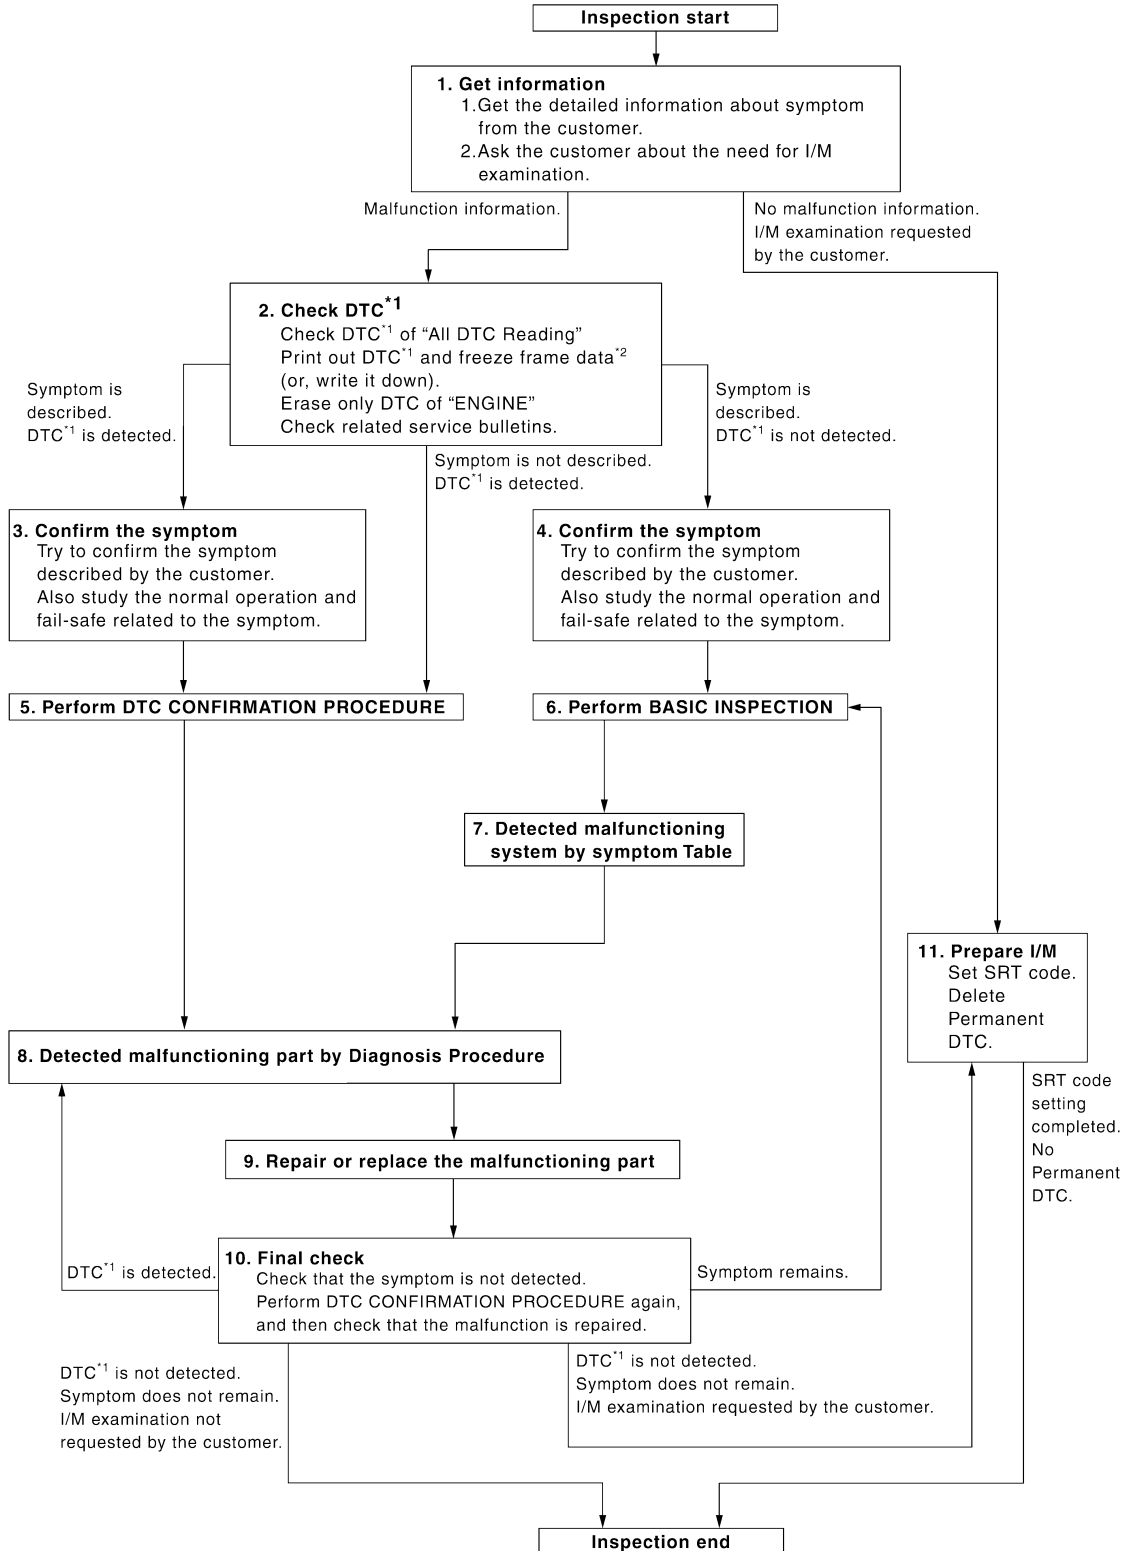 Inspection start
1. Get information
1.Get the detailed information about symptom
from the customer.
2.Ask the customer about the need for I/M
examination.
Malfunction information.
No malfunction information.
I/M examination requested
by the customer.
2. Check DTC*1
Check DTC*1 of “All DTC Reading”
Print out DTC*1 and freeze frame data*2
(or, write it down).
Erase only DTC of “ENGINE”
Check related service bulletins.
Symptom is
described.
DTC*1 is detected.
Symptom is
described.
DTC*1 is not detected.
Symptom is not described.
DTC*1 is detected.
3. Confirm the symptom
Try to confirm the symptom
described by the customer.
Also study the normal operation and
fail-safe related to the symptom.
4. Confirm the symptom
Try to confirm the symptom
described by the customer.
Also study the normal operation and
fail-safe related to the symptom.
5. Perform DTC CONFIRMATION PROCEDURE
6. Perform BASIC INSPECTION
7. Detected malfunctioning
system by symptom Table
11. Prepare I/M
Set SRT code.
Delete
Permanent
DTC.
8. Detected malfunctioning part by Diagnosis Procedure
SRT code
setting
completed.
No
Permanent
DTC.
9. Repair or replace the malfunctioning part
10. Final check
Check that the symptom is not detected.
Perform DTC CONFIRMATION PROCEDURE again,
and then check that the malfunction is repaired.
DTC*1 is detected.
Symptom remains.
DTC*1 is not detected.
Symptom does not remain.
I/M examination not
requested by the customer.
DTC*1 is not detected.
Symptom does not remain.
I/M examination requested by the customer.
Inspection end